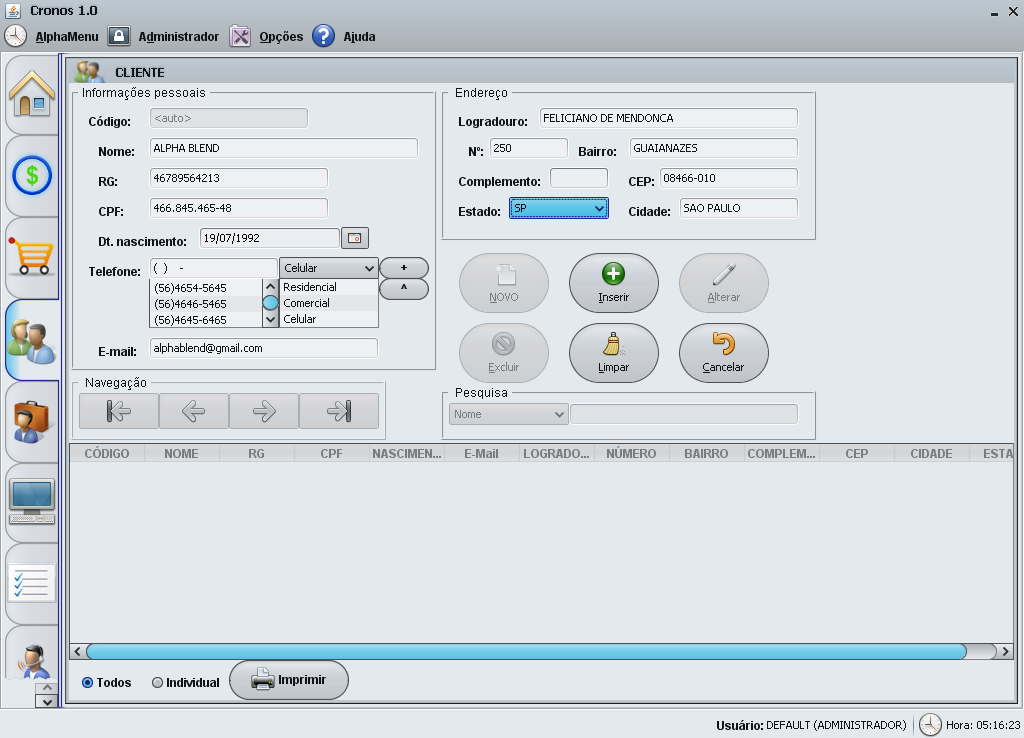 Cronos 1.0
AlphaMenu Administrador Opções Ajuda
CLIENTE
Informações pessoais
Código: <auto>
Nome: ALPHA BLEND
RG: 46789564213
CPF: 466.845.465-48
Dt. nascimento: 19/07/1992
Telefone: ( ) - Celular +
^
(56)4654-5645 Residencial
(56)4646-5465 Comercial
(56)4645-6465 Celular
E-mail: alphablend@gmail.com
Endereço
Logradouro: FELICIANO DE MENDONCA
Nº: 250 Bairro: GUAIANAZES
Complemento: CEP: 08466-010
Estado: SP Cidade: SAO PAULO
NOVO Inserir Alterar
Excluir Limpar Cancelar
Navegação
Pesquisa
Nome
CÓDIGO NOME RG CPF NASCIMEN... E-Mail LOGRADO... NÚMERO BAIRRO COMPLEM... CEP CIDADE ESTA
Todos Individual Imprimir
Usuário: DEFAULT (ADMINISTRADOR) Hora: 05:16:23